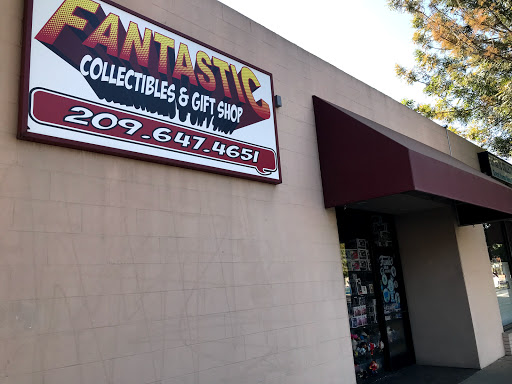 FANTASTIC
COLLECTIBLES & GIFT SHOP
209-647-4651